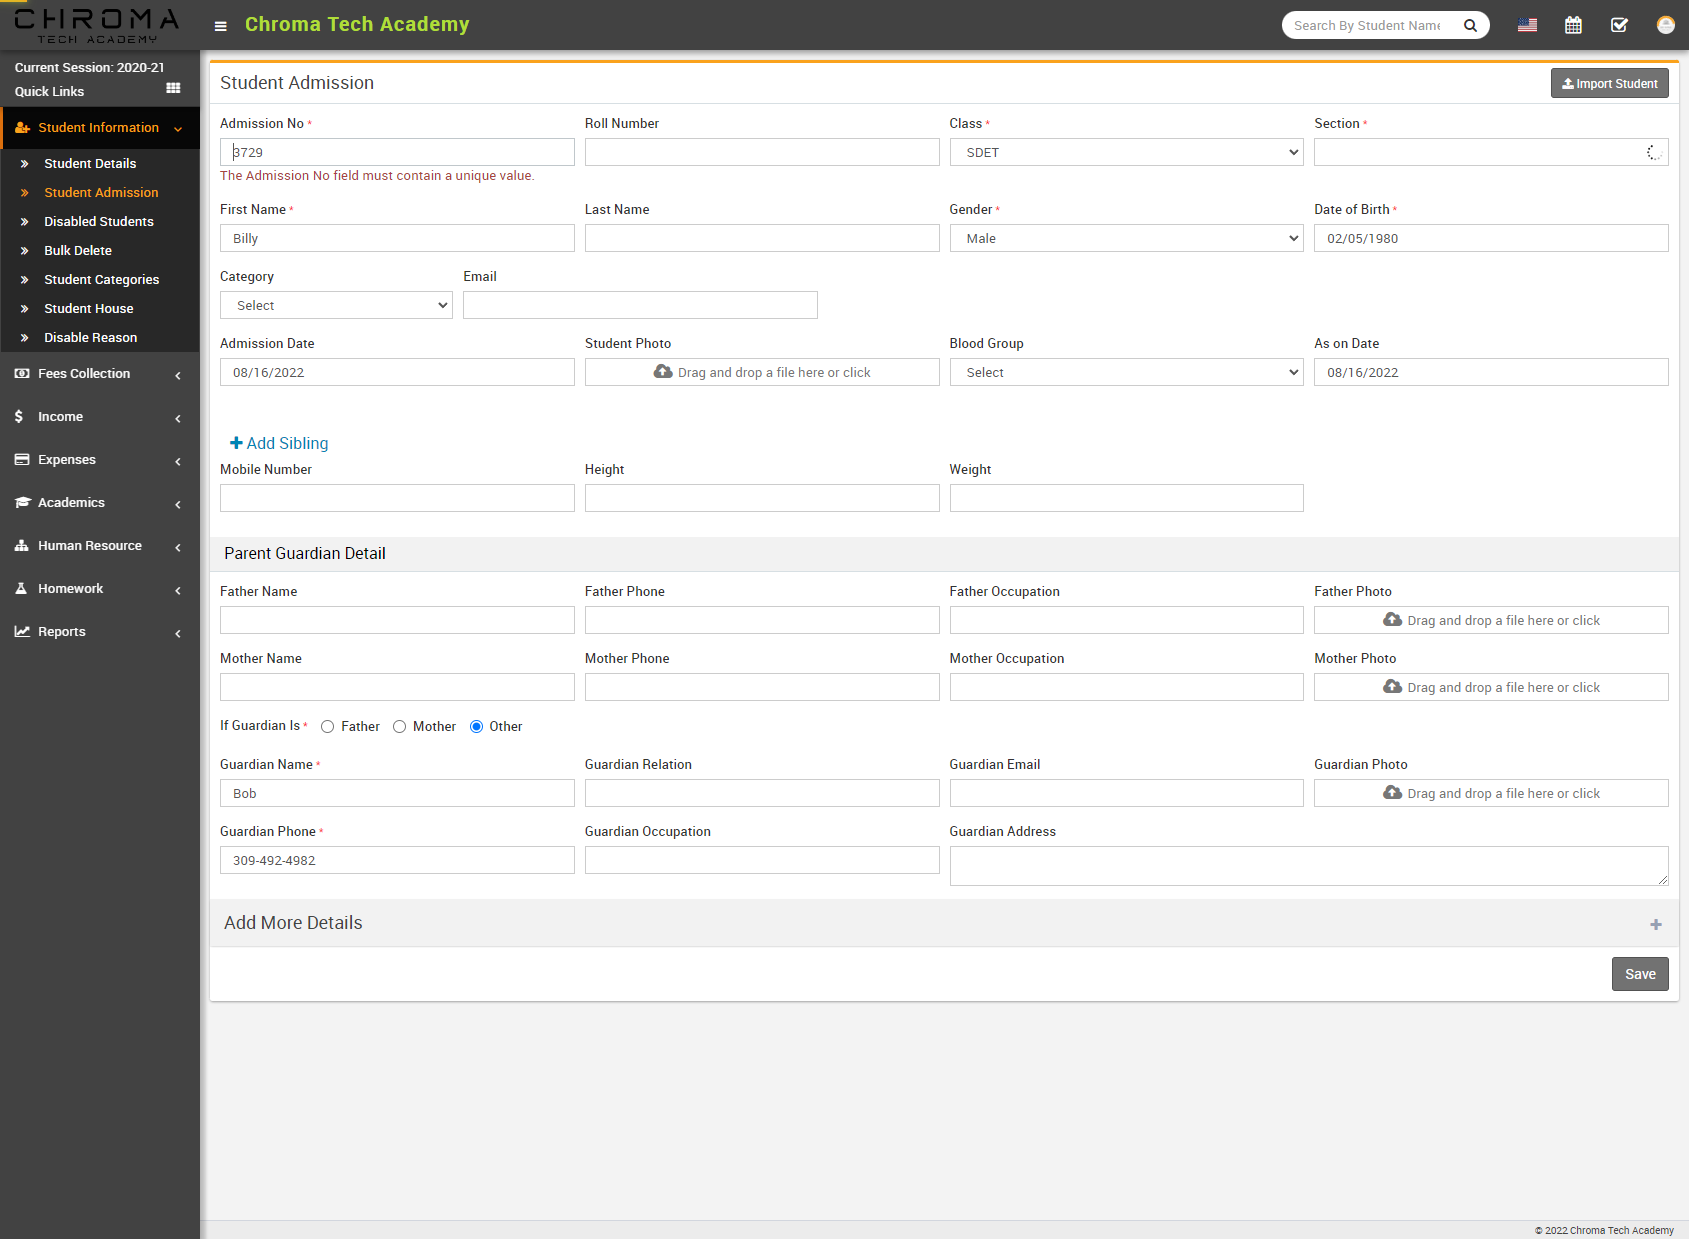 CHROMA
TECH ACADEMY
Chroma Tech Academy
Search By Student Name
Current Session: 2020-21
Quick Links
Student Information
Student Details
Student Admission
Disabled Students
Bulk Delete
Student Categories
Student House
Disable Reason
Fees Collection
Income
Expenses
Academics
Human Resource
Homework
Reports
Student Admission
Import Student
Admission No *
Roll Number
Class *
Section *
3729
SDET
The Admission No field must contain a unique value.
First Name *
Last Name
Gender *
Date of Birth *
Billy
Male
02/05/1980
Category
Email
Select
Admission Date
Student Photo
Blood Group
As on Date
08/16/2022
Drag and drop a file here or click
Select
08/16/2022
Add Sibling
Mobile Number
Height
Weight
Parent Guardian Detail
Father Name
Father Phone
Father Occupation
Father Photo
Drag and drop a file here or click
Mother Name
Mother Phone
Mother Occupation
Mother Photo
Drag and drop a file here or click
If Guardian Is * Father Mother Other
Guardian Name *
Guardian Relation
Guardian Email
Guardian Photo
Bob
Drag and drop a file here or click
Guardian Phone *
Guardian Occupation
Guardian Address
309-492-4982
Add More Details
Save
© 2022 Chroma Tech Academy